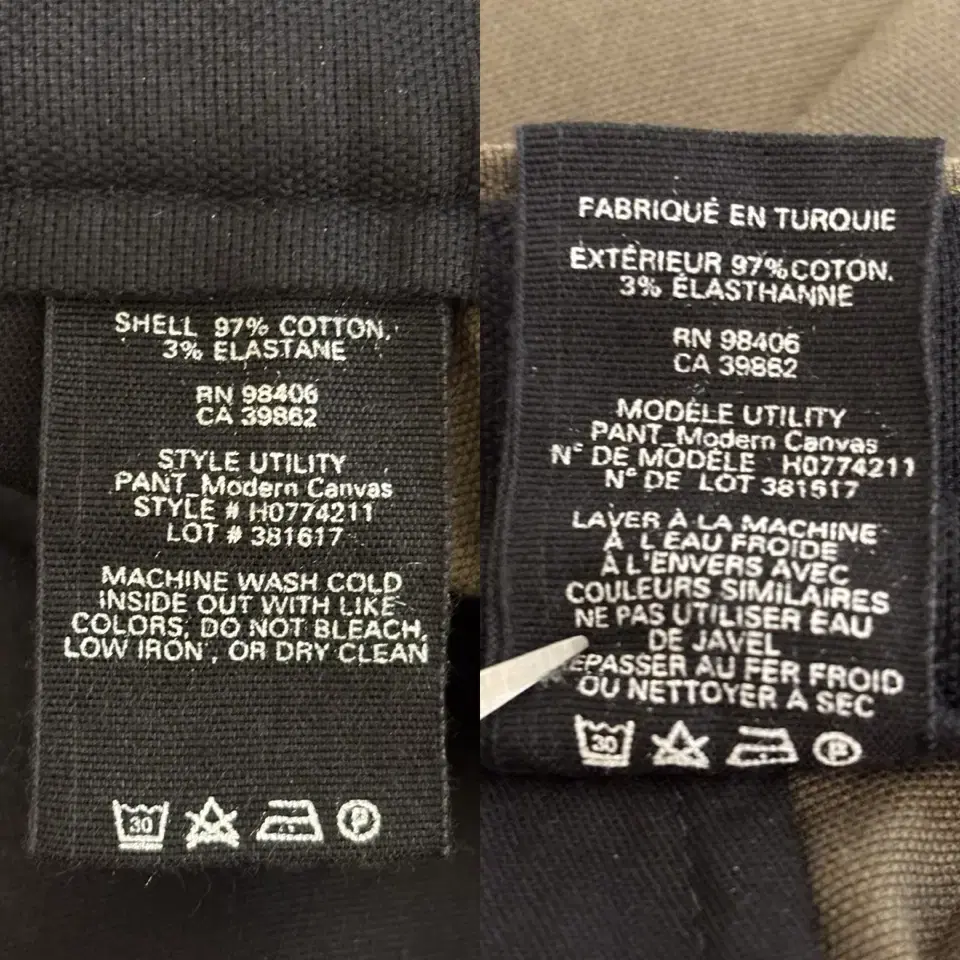 SHELL 97% COTTON,
3% ELASTANE
RN 98406
CA 39862
STYLE UTILITY
PANT_Modern Canvas
STYLE # H0774211
LOT # 381617
MACHINE WASH COLD
INSIDE OUT WITH LIKE
COLORS, DO NOT BLEACH,
LOW IRON, OR DRY CLEAN
30
P
FABRIQUÉ EN TURQUIE
EXTÉRIEUR 97% COTON,
3% ÉLASTHANNE
RN 98406
CA 39862
MODÈLE UTILITY
PANT_Modern Canvas
N° DE MODÈLE H0774211
N° DE LOT 381617
LAVER À LA MACHINE
À L'EAU FROIDE
À L'ENVERS AVEC
COULEURS SIMILAIRES
NE PAS UTILISER EAU
DE JAVEL
REPASSER AU FER FROID
OU NETTOYER À SEC
30
P